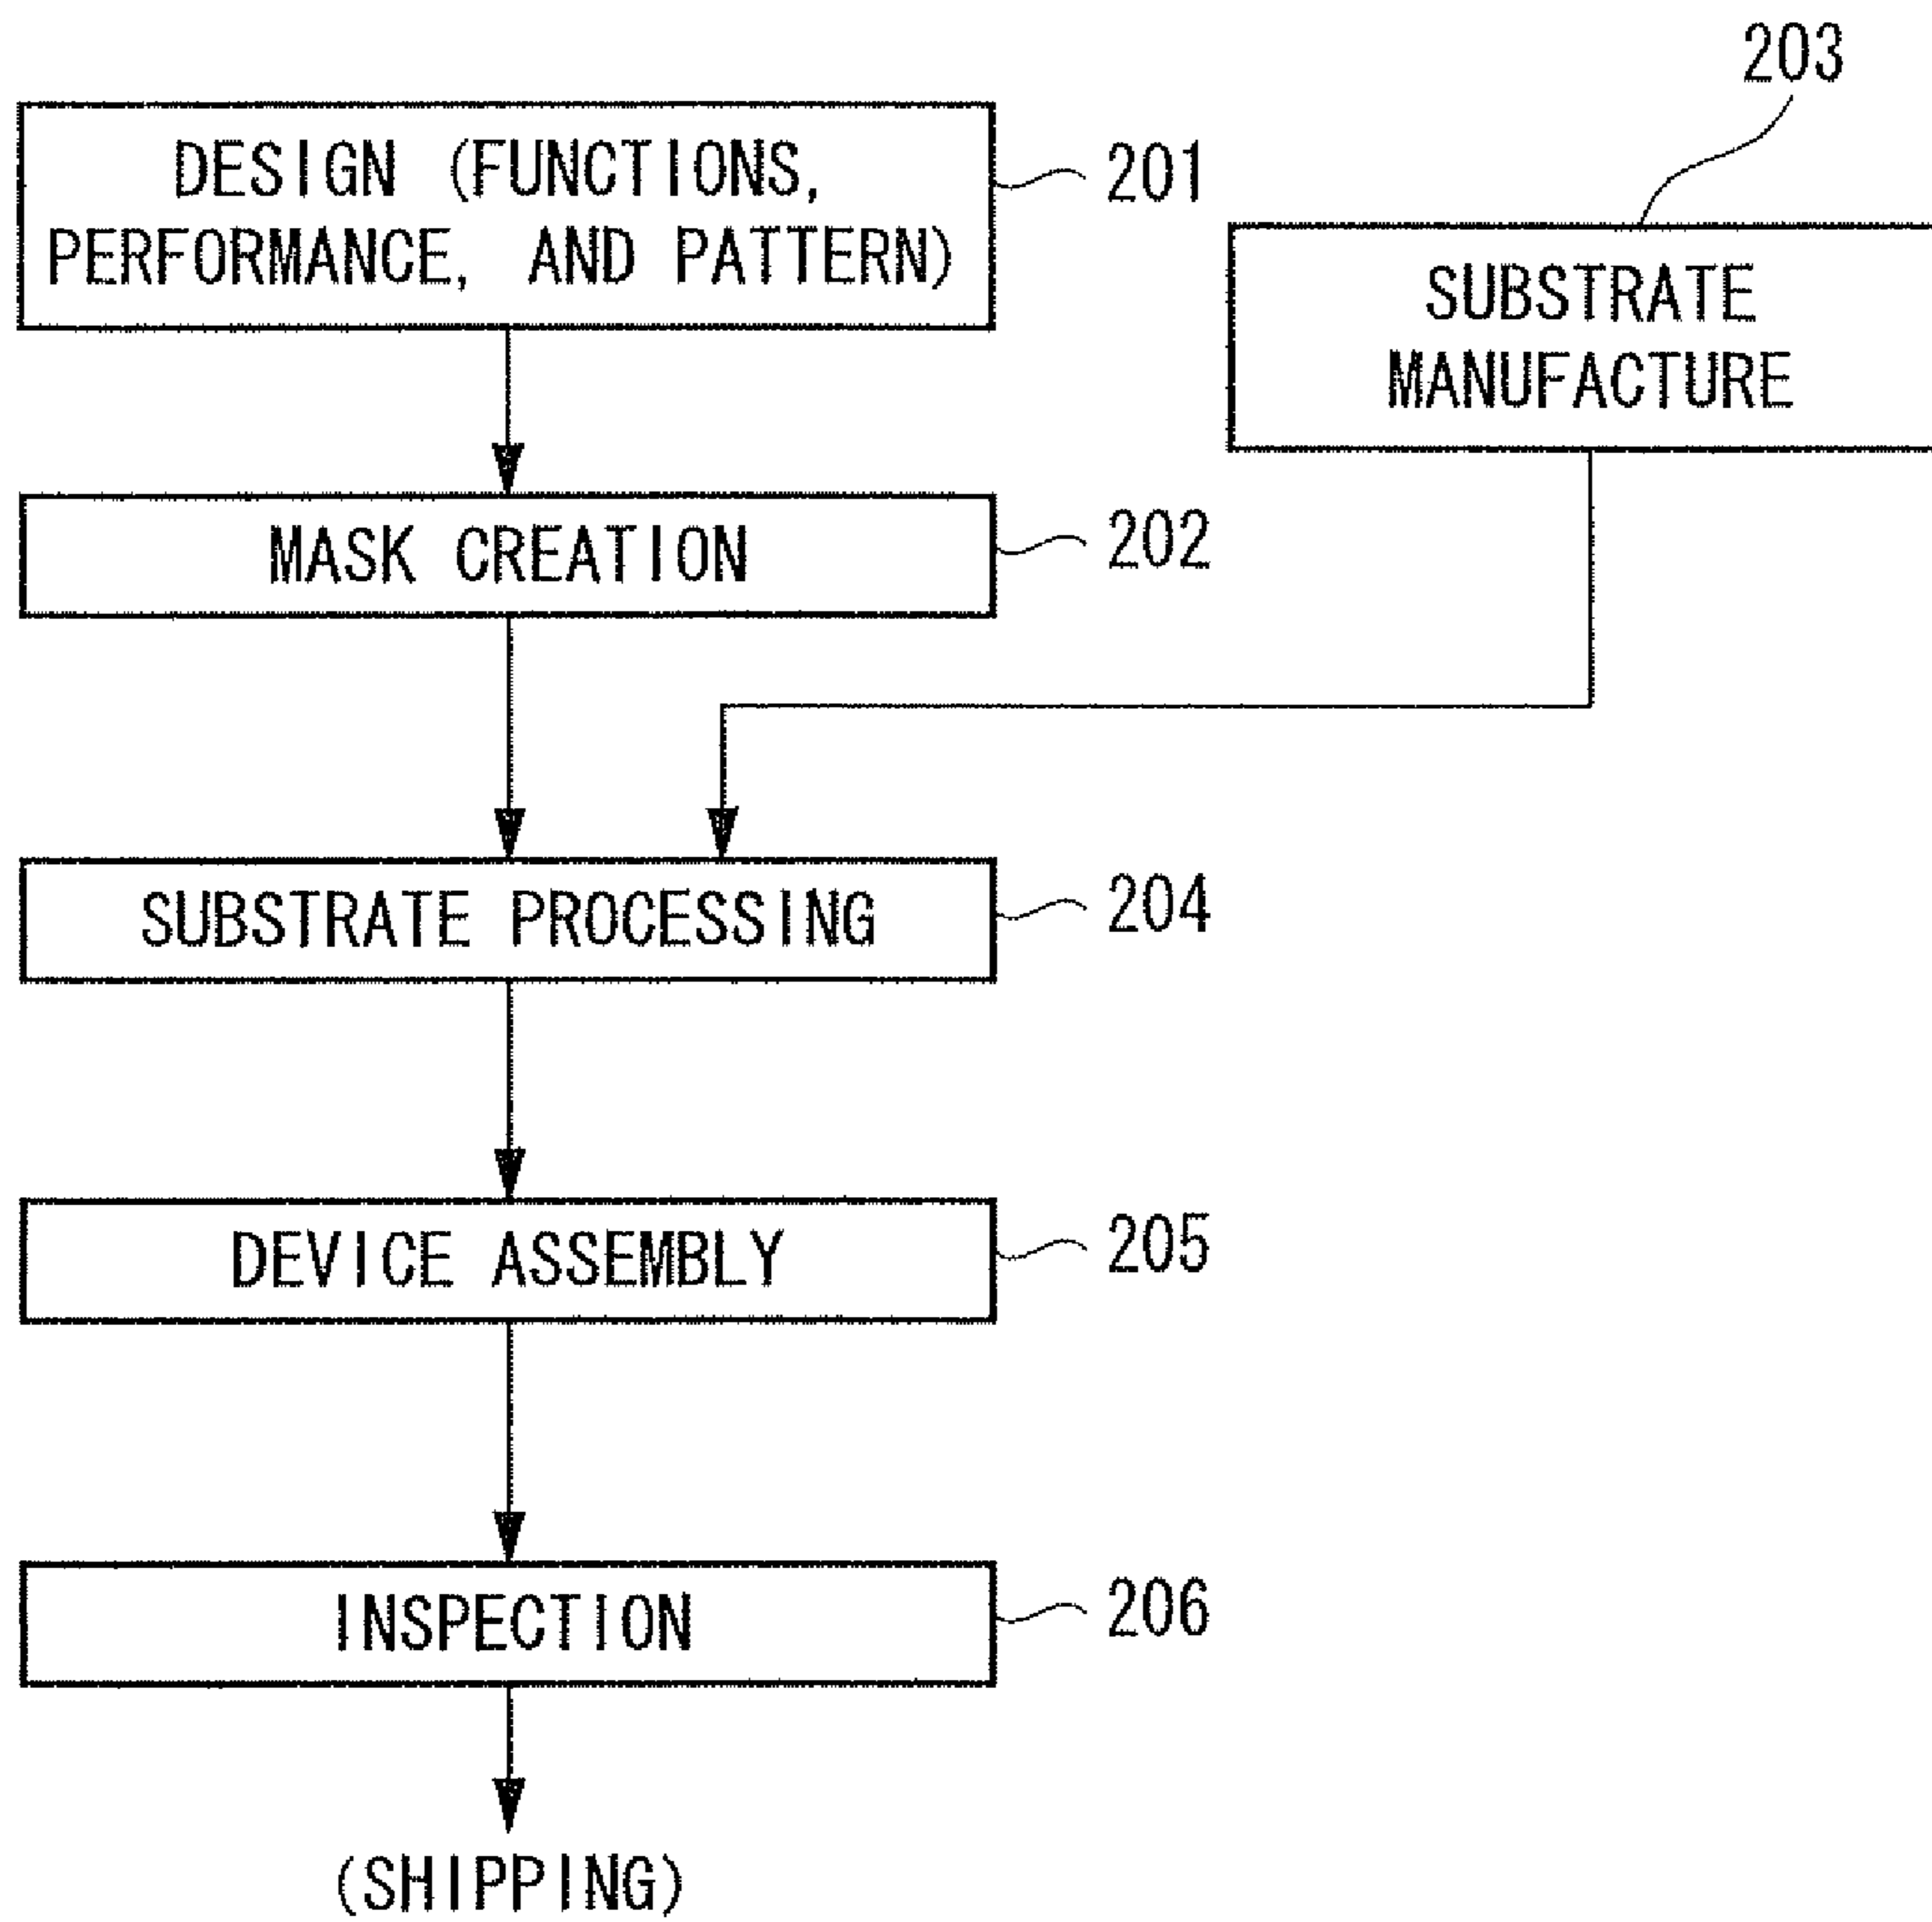 203
DESIGN (FUNCTIONS,
PERFORMANCE, AND PATTERN)
201
SUBSTRATE
MANUFACTURE
MASK CREATION
202
SUBSTRATE PROCESSING
204
DEVICE ASSEMBLY
205
INSPECTION
206
(SHIPPING)